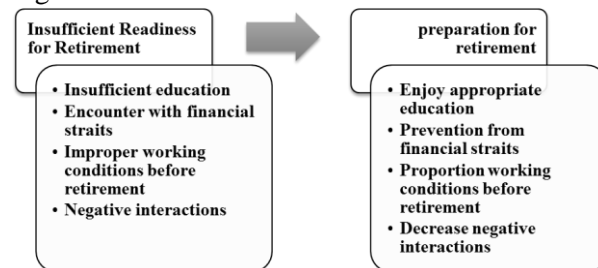 Insufficient Readiness
for Retirement
• Insufficient education
• Encounter with financial
straits
• Improper working
conditions before
retirement
• Negative interactions
preparation for
retirement
• Enjoy appropriate
education
• Prevention from
financial straits
• Proportion working
conditions before
retirement
• Decrease negative
interactions